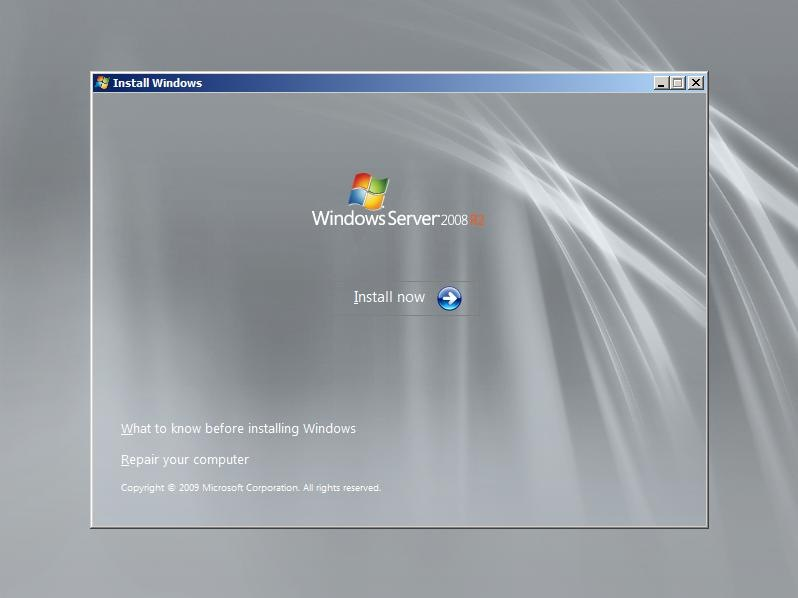 Install Windows
Windows Server 2008 R2
Install now
What to know before installing Windows
Repair your computer
Copyright © 2009 Microsoft Corporation. All rights reserved.